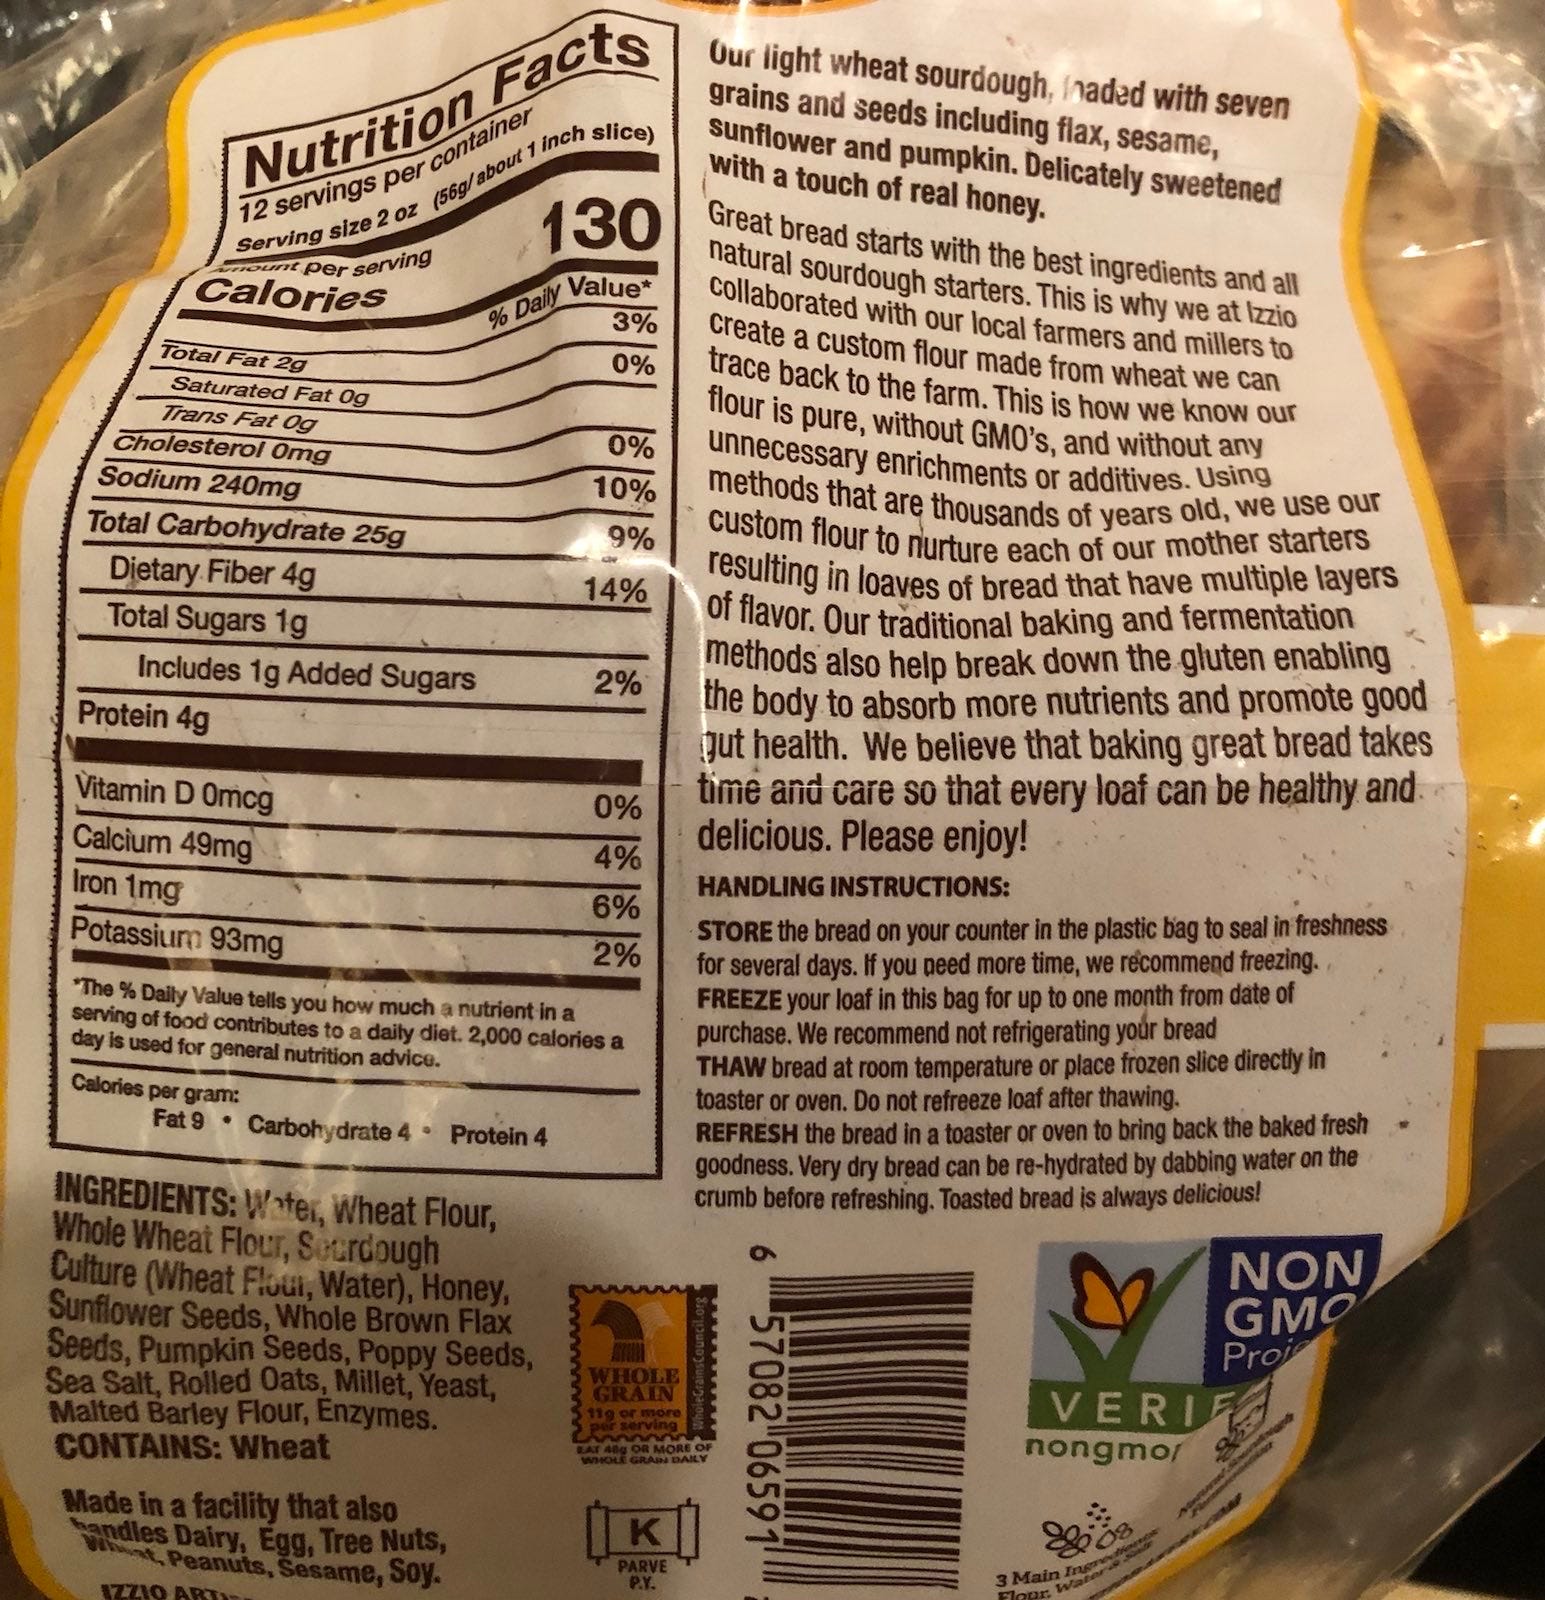 Nutrition Facts
12 servings per container
Serving size 2 oz (56g/ about 1 inch slice)
Amount per serving
Calories 130
% Daily Value*
Total Fat 2g 3%
Saturated Fat 0g 0%
Trans Fat 0g
Cholesterol 0mg 0%
Sodium 240mg 10%
Total Carbohydrate 25g 9%
Dietary Fiber 4g 14%
Total Sugars 1g
Includes 1g Added Sugars 2%
Protein 4g
Vitamin D 0mcg 0%
Calcium 49mg 4%
Iron 1mg 6%
Potassium 93mg 2%
*The % Daily Value tells you how much a nutrient in a
serving of food contributes to a daily diet. 2,000 calories a
day is used for general nutrition advice.
Calories per gram:
Fat 9 • Carbohydrate 4 • Protein 4
INGREDIENTS: Water, Wheat Flour,
Whole Wheat Flour, Sourdough
Culture (Wheat Flour, Water), Honey,
Sunflower Seeds, Whole Brown Flax
Seeds, Pumpkin Seeds, Poppy Seeds,
Sea Salt, Rolled Oats, Millet, Yeast,
Malted Barley Flour, Enzymes.
CONTAINS: Wheat
Made in a facility that also
handles Dairy, Egg, Tree Nuts,
Wheat, Peanuts, Sesame, Soy.
IZZIO
Our light wheat sourdough, loaded with seven
grains and seeds including flax, sesame,
sunflower and pumpkin. Delicately sweetened
with a touch of real honey.
Great bread starts with the best ingredients and all
natural sourdough starters. This is why we at Izzio
collaborated with our local farmers and millers to
create a custom flour made from wheat we can
trace back to the farm. This is how we know our
flour is pure, without GMO's, and without any
unnecessary enrichments or additives. Using
methods that are thousands of years old, we use our
custom flour to nurture each of our mother starters
resulting in loaves of bread that have multiple layers
of flavor. Our traditional baking and fermentation
methods also help break down the gluten enabling
the body to absorb more nutrients and promote good
gut health. We believe that baking great bread takes
time and care so that every loaf can be healthy and
delicious. Please enjoy!
HANDLING INSTRUCTIONS:
STORE the bread on your counter in the plastic bag to seal in freshness
for several days. If you need more time, we recommend freezing.
FREEZE your loaf in this bag for up to one month from date of
purchase. We recommend not refrigerating your bread
THAW bread at room temperature or place frozen slice directly in
toaster or oven. Do not refreeze loaf after thawing.
REFRESH the bread in a toaster or oven to bring back the baked fresh
goodness. Very dry bread can be re-hydrated by dabbing water on the
crumb before refreshing. Toasted bread is always delicious!
WHOLE
GRAIN
11g or more
per serving
WholeGrainsCouncil.org
EAT 48g OR MORE OF
WHOLE GRAIN DAILY
K
PARVE
P.Y.
6 57082 06591
NON
GMO
Proje
VERIF
nongmo
3 Main Ingredients
Flour, Water & Salt